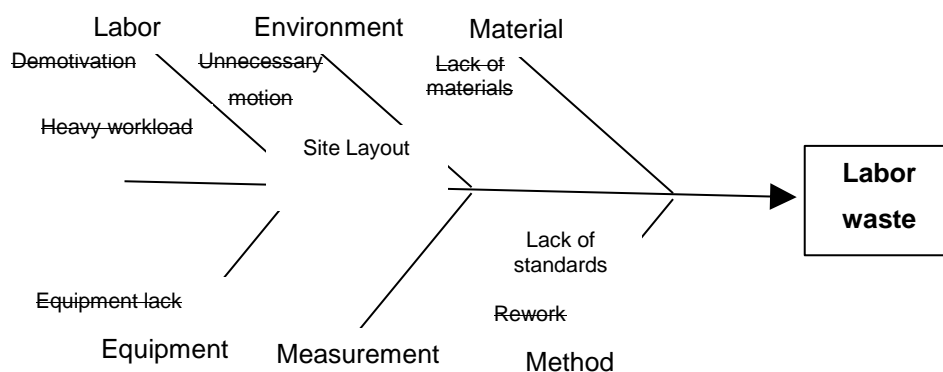 Labor
Environment
Material
Demotivation
Unnecessary
motion
Lack of
materials
Heavy workload
Site Layout
Labor
waste
Lack of
standards
Equipment lack
Rework
Equipment
Measurement
Method